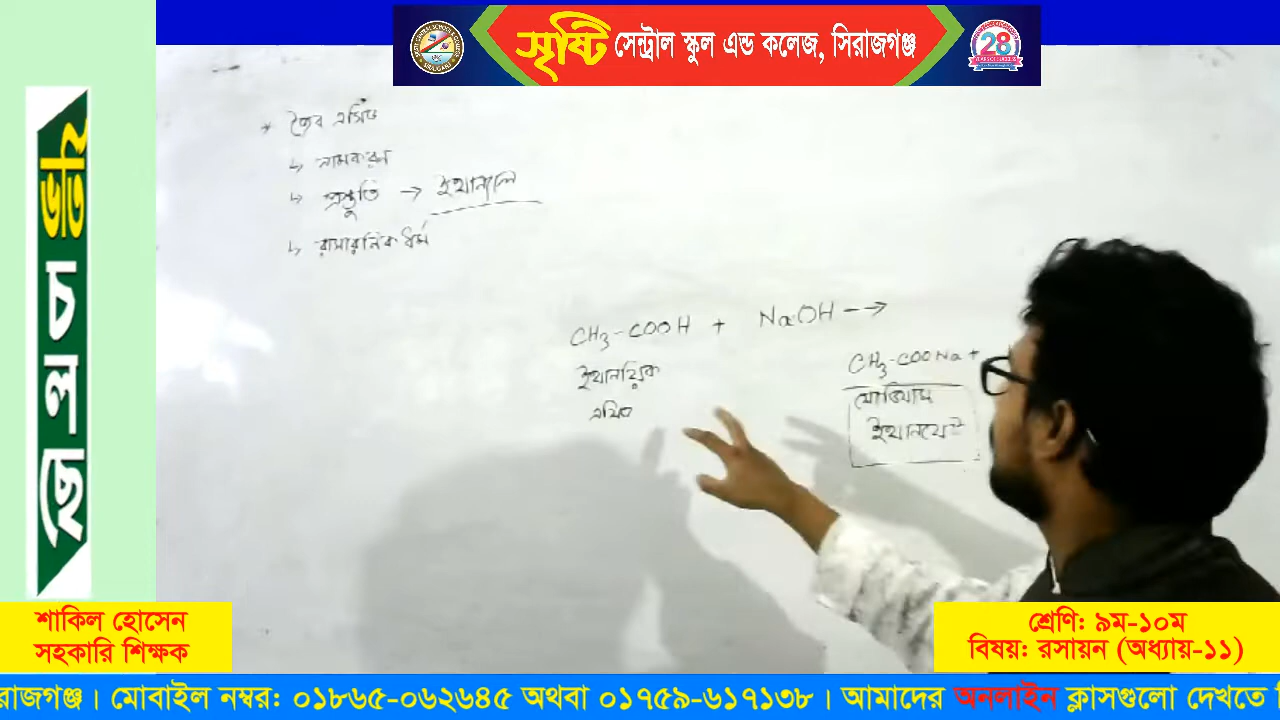 সৃষ্টি সেন্ট্রাল স্কুল এন্ড কলেজ, সিরাজগঞ্জ
28
ভর্তি চলছে
* জৈব এসিড
↳ নামকরণ
↳ প্রস্তুতি → ইথানল
↳ রাসায়নিক ধর্ম
CH3-COOH + NaOH →
CH3-COONa +
ইথানয়িক
এসিড
সোডিয়াম
ইথানয়েট
শাকিল হোসেন
সহকারি শিক্ষক
শ্রেণি: ৯ম-১০ম
বিষয়: রসায়ন (অধ্যায়-১১)
রাজগঞ্জ। মোবাইল নম্বর: ০১৮৬৫-০৬২৬৪৫ অথবা ০১৭৫৯-৬১৭১৩৮। আমাদের অনলাইন ক্লাসগুলো দেখতে